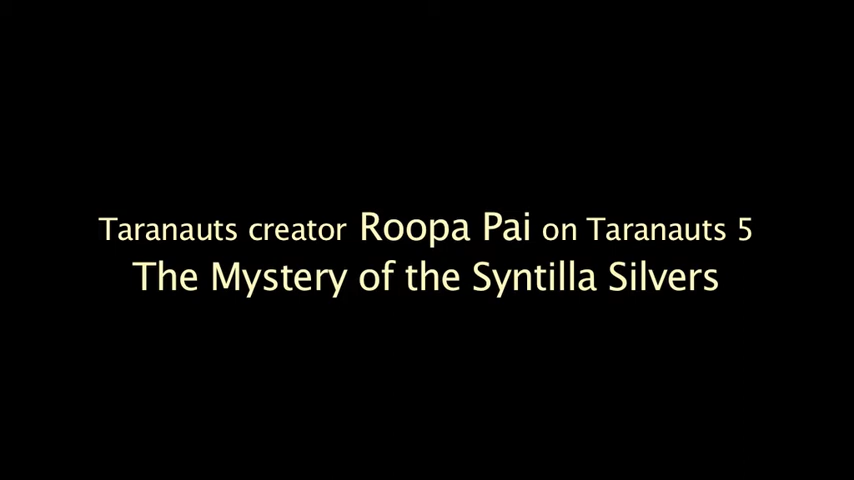 Taranauts creator Roopa Pai on Taranauts 5
The Mystery of the Syntilla Silvers